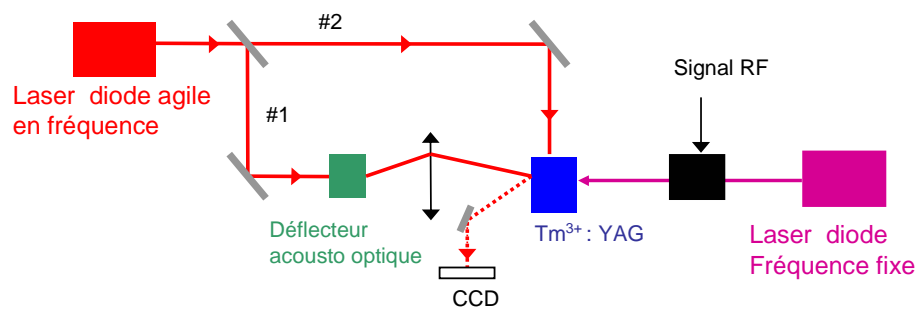 #2
Signal RF
Laser diode agile
en fréquence
#1
Déflecteur
acousto optique
Tm3+ : YAG
Laser diode
Fréquence fixe
CCD